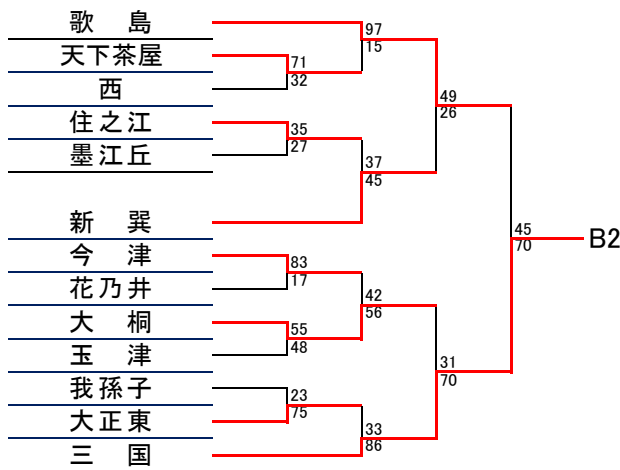 歌 島
天下茶屋
西
住之江
墨江丘
新 巽
今 津
花乃井
大 桐
玉 津
我孫子
大正東
三 国
71
32
35
27
83
17
55
48
23
75
97
15
37
45
42
56
33
86
49
26
31
70
45
70
B2